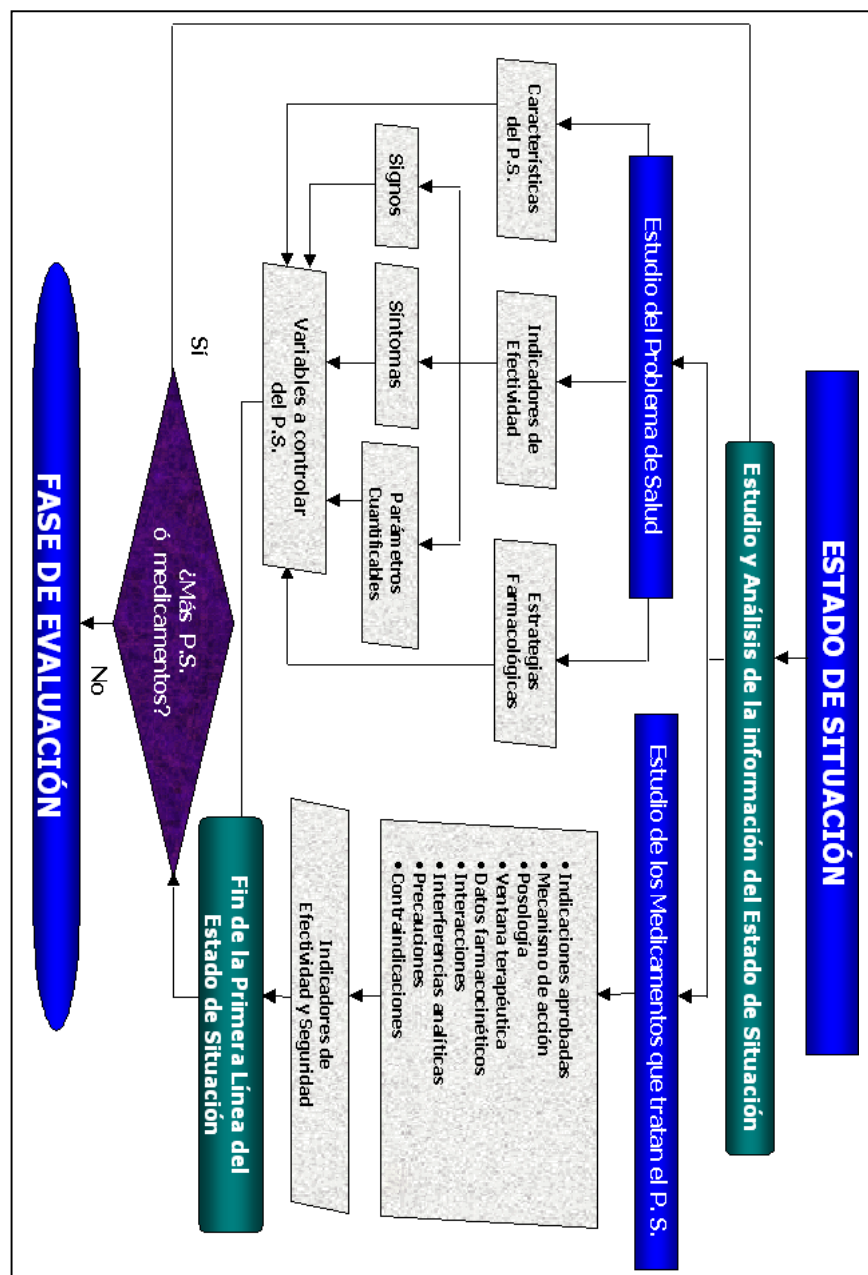 ESTADO DE SITUACIÓN
Estudio y Análisis de la información del Estado de Situación
Estudio del Problema de Salud
Estudio de los Medicamentos que tratan el P. S.
Características
del P.S.
Indicadores de
Efectividad
Estrategias
Farmacológicas
Signos
Síntomas
Parámetros
Cuantificables
Variables a controlar
del P.S.
• Indicaciones aprobadas
• Mecanismo de acción
• Posología
• Ventana terapéutica
• Datos farmacocinéticos
• Interacciones
• Interferencias analíticas
• Precauciones
• Contraindicaciones
Indicadores de
Efectividad y Seguridad
Fin de la Primera Línea del
Estado de Situación
¿Más P.S.
ó medicamentos?
Sí
No
FASE DE EVALUACIÓN